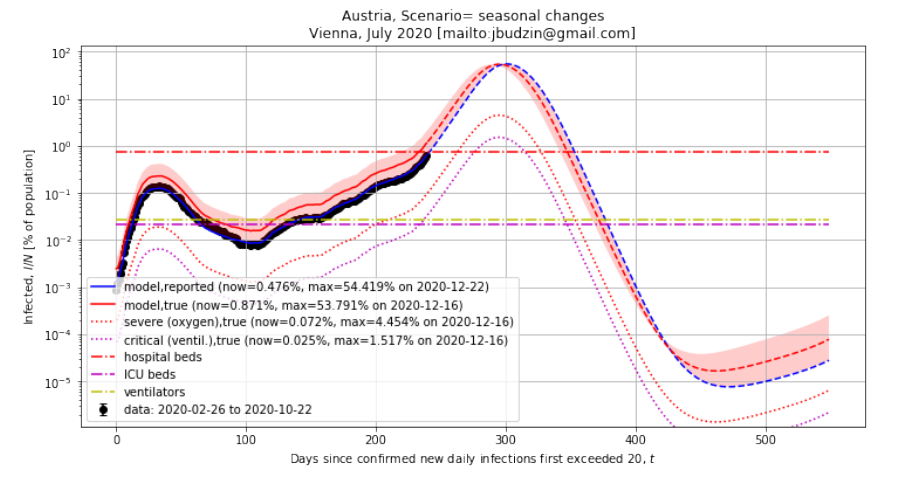 Austria, Scenario= seasonal changes
Vienna, July 2020 [mailto:jbudzin@gmail.com]
10²
10¹
10⁰
10⁻¹
10⁻²
10⁻³
10⁻⁴
10⁻⁵
Infected, I/N [% of population]
model,reported (now=0.476%, max=54.419% on 2020-12-22)
model,true (now=0.871%, max=53.791% on 2020-12-16)
severe (oxygen),true (now=0.072%, max=4.454% on 2020-12-16)
critical (ventil.),true (now=0.025%, max=1.517% on 2020-12-16)
hospital beds
ICU beds
ventilators
data: 2020-02-26 to 2020-10-22
0 100 200 300 400 500
Days since confirmed new daily infections first exceeded 20, t